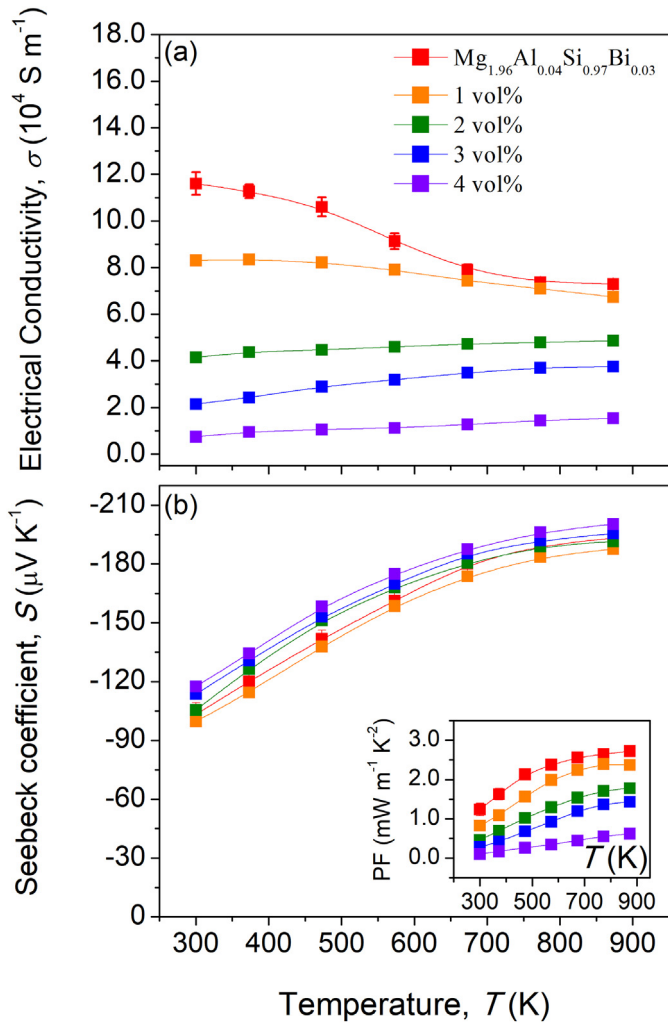 (a)
Electrical Conductivity, σ (10⁴ S m⁻¹)
18.0
16.0
14.0
12.0
10.0
8.0
6.0
4.0
2.0
0.0
Mg₁.₉₆Al₀.₀₄Si₀.₉₇Bi₀.₀₃
1 vol%
2 vol%
3 vol%
4 vol%
(b)
Seebeck coefficient, S (μV K⁻¹)
-210
-180
-150
-120
-90
-60
-30
0
PF (mW m⁻¹ K⁻²)
3.0
2.0
1.0
0.0
T (K)
300 500 700 900
300 400 500 600 700 800 900
Temperature, T (K)